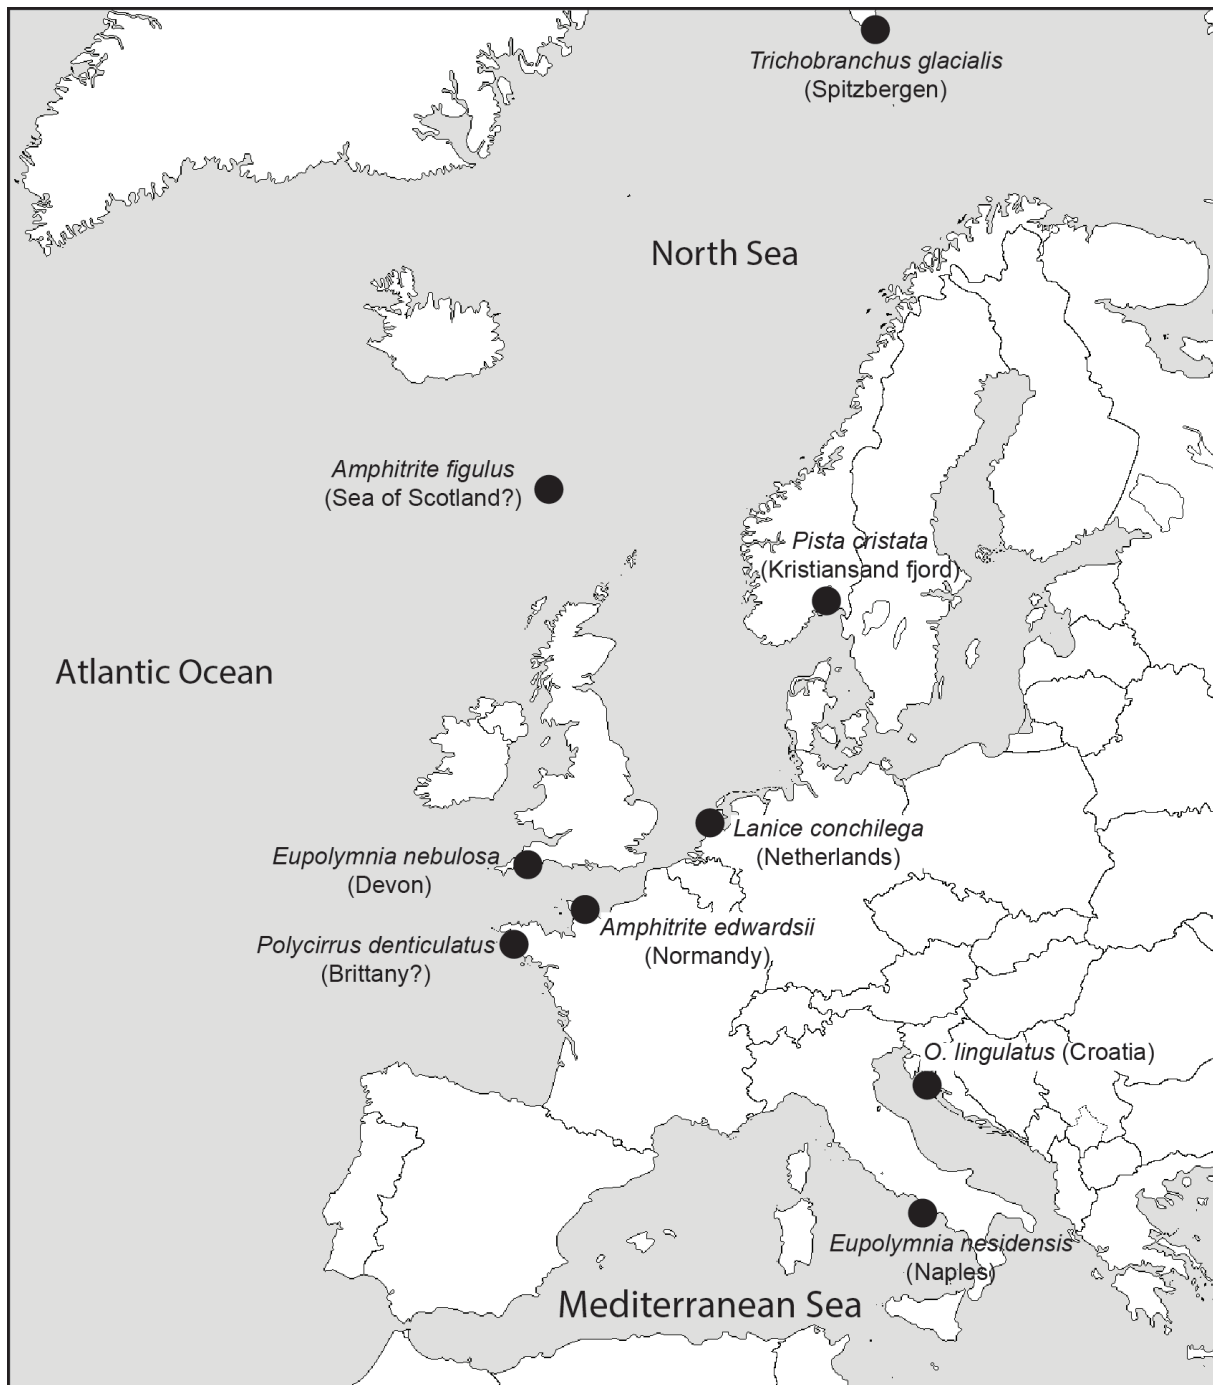 Trichobranchus glacialis
(Spitzbergen)
North Sea
Amphitrite figulus
(Sea of Scotland?)
Pista cristata
(Kristiansand fjord)
Atlantic Ocean
Lanice conchilega
(Netherlands)
Eupolymnia nebulosa
(Devon)
Amphitrite edwardsii
(Normandy)
Polycirrus denticulatus
(Brittany?)
O. lingulatus (Croatia)
Eupolymnia nesidensis
(Naples)
Mediterranean Sea